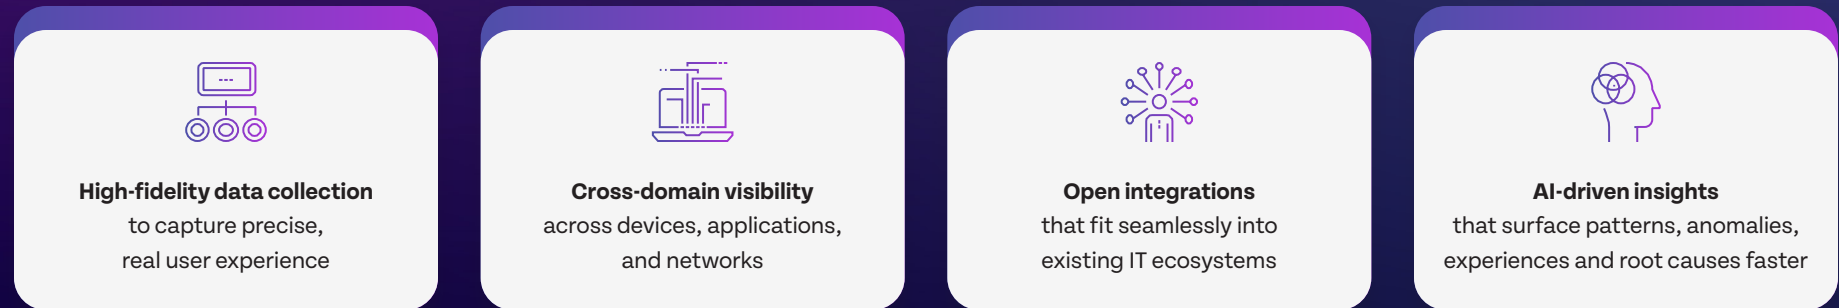 High-fidelity data collection
to capture precise,
real user experience
Cross-domain visibility
across devices, applications,
and networks
Open integrations
that fit seamlessly into
existing IT ecosystems
AI-driven insights
that surface patterns, anomalies,
experiences and root causes faster